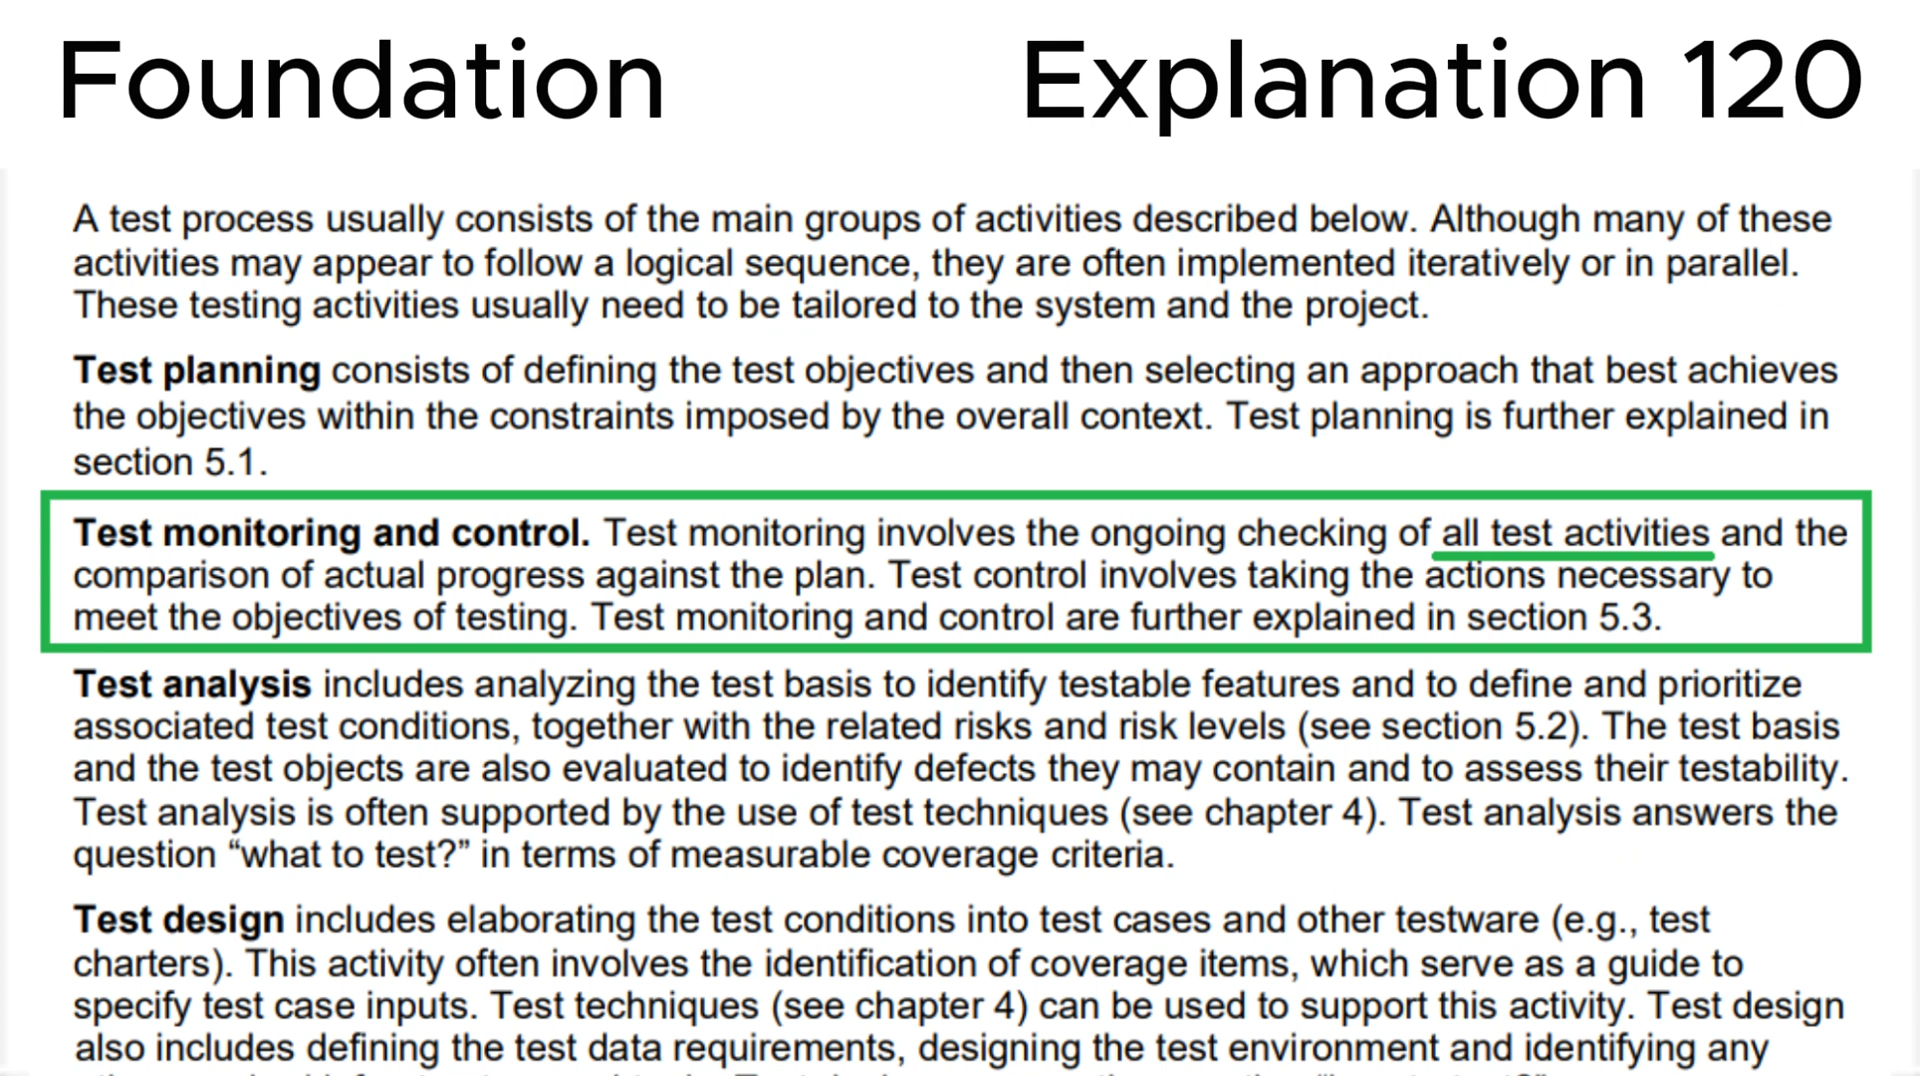 Foundation
Explanation 120
A test process usually consists of the main groups of activities described below. Although many of these
activities may appear to follow a logical sequence, they are often implemented iteratively or in parallel.
These testing activities usually need to be tailored to the system and the project.
Test planning consists of defining the test objectives and then selecting an approach that best achieves
the objectives within the constraints imposed by the overall context. Test planning is further explained in
section 5.1.
Test monitoring and control. Test monitoring involves the ongoing checking of all test activities and the
comparison of actual progress against the plan. Test control involves taking the actions necessary to
meet the objectives of testing. Test monitoring and control are further explained in section 5.3.
Test analysis includes analyzing the test basis to identify testable features and to define and prioritize
associated test conditions, together with the related risks and risk levels (see section 5.2). The test basis
and the test objects are also evaluated to identify defects they may contain and to assess their testability.
Test analysis is often supported by the use of test techniques (see chapter 4). Test analysis answers the
question “what to test?” in terms of measurable coverage criteria.
Test design includes elaborating the test conditions into test cases and other testware (e.g., test
charters). This activity often involves the identification of coverage items, which serve as a guide to
specify test case inputs. Test techniques (see chapter 4) can be used to support this activity. Test design
also includes defining the test data requirements, designing the test environment and identifying any